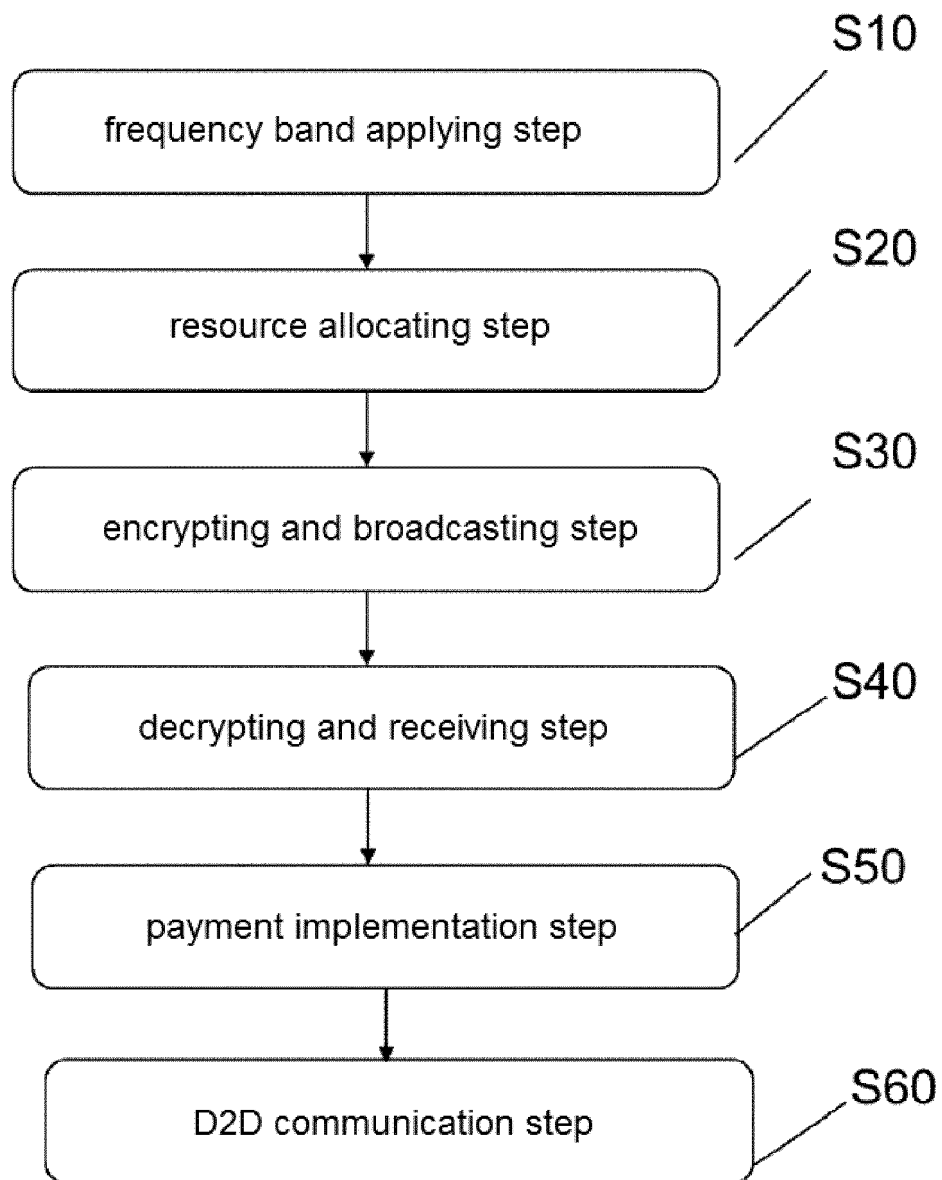 S10
frequency band applying step
S20
resource allocating step
S30
encrypting and broadcasting step
S40
decrypting and receiving step
S50
payment implementation step
S60
D2D communication step